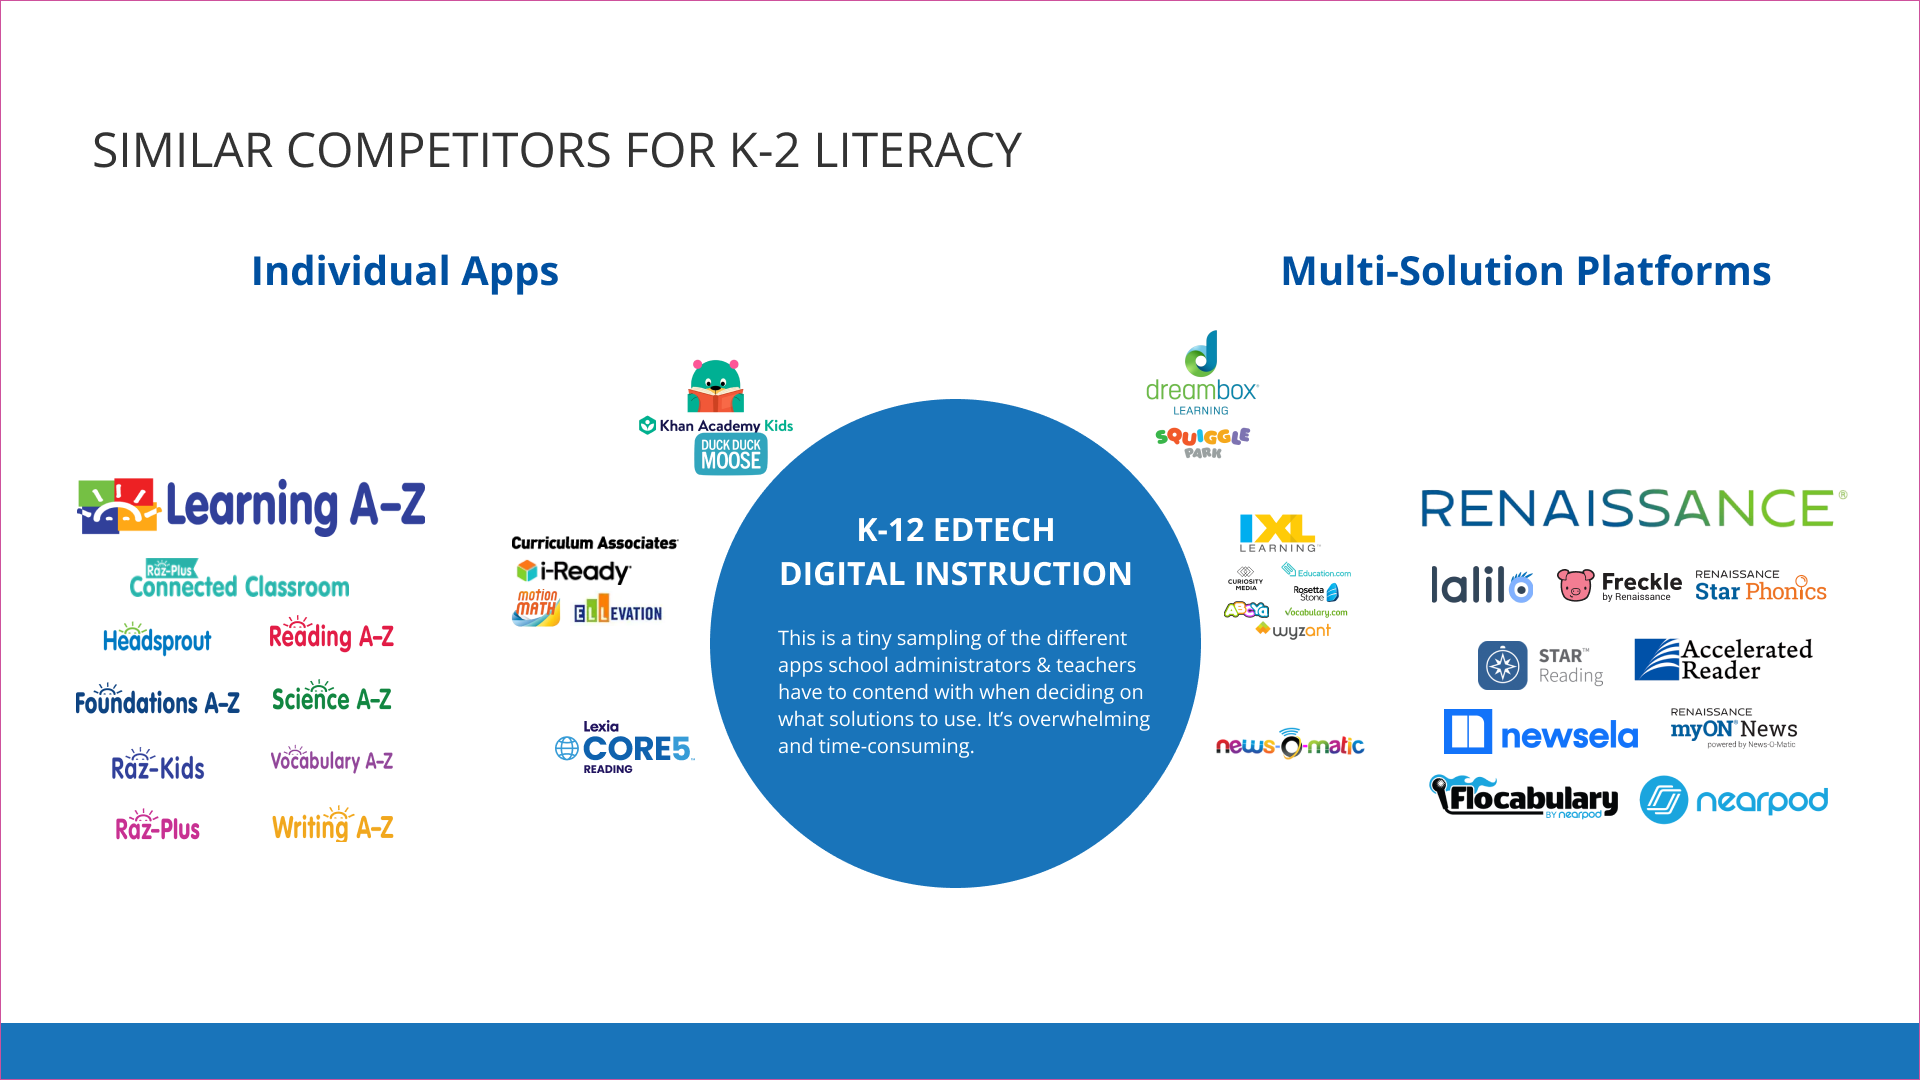 SIMILAR COMPETITORS FOR K-2 LITERACY
Individual Apps
Multi-Solution Platforms
Khan Academy Kids
DUCK DUCK
MOOSE
dreambox
LEARNING
SQUIGGLE
PARK
Learning A-Z
Raz-Plus
Connected Classroom
Headsprout
Reading A-Z
Foundations A-Z
Science A-Z
Raz-Kids
Vocabulary A-Z
Raz-Plus
Writing A-Z
Curriculum Associates
i-Ready
motion
MATH
ELLEVATION
Lexia
CORE5
READING
K-12 EDTECH
DIGITAL INSTRUCTION
This is a tiny sampling of the different
apps school administrators & teachers
have to contend with when deciding on
what solutions to use. It’s overwhelming
and time-consuming.
IXL
LEARNING
CURIOSITY
MEDIA
Education.com
Rosetta
Stone
ABCya
Vocabulary.com
wyzant
news-O-matic
RENAISSANCE®
lalilo
Freckle
by Renaissance
RENAISSANCE
Star Phonics
STAR™
Reading
Accelerated
Reader
newsela
RENAISSANCE
myON® News
powered by News-O-Matic
Flocabulary
BY nearpod
nearpod